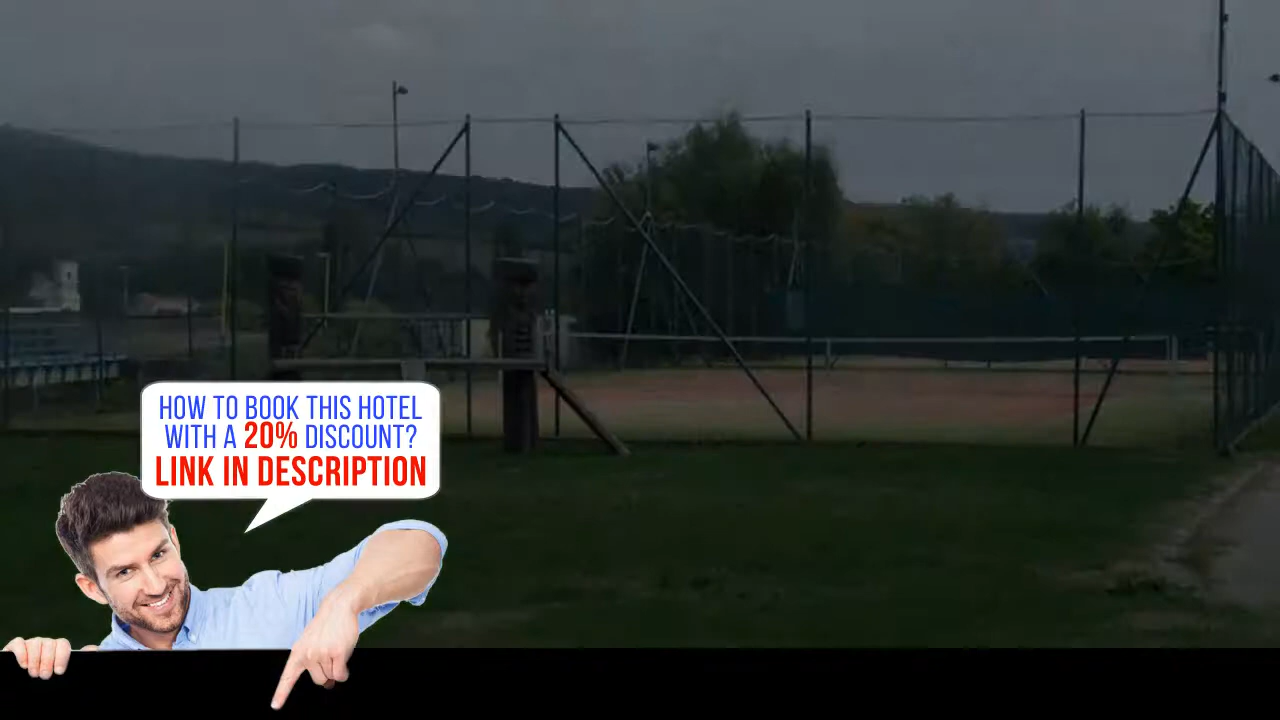 HOW TO BOOK THIS HOTEL
WITH A 20% DISCOUNT?
LINK IN DESCRIPTION